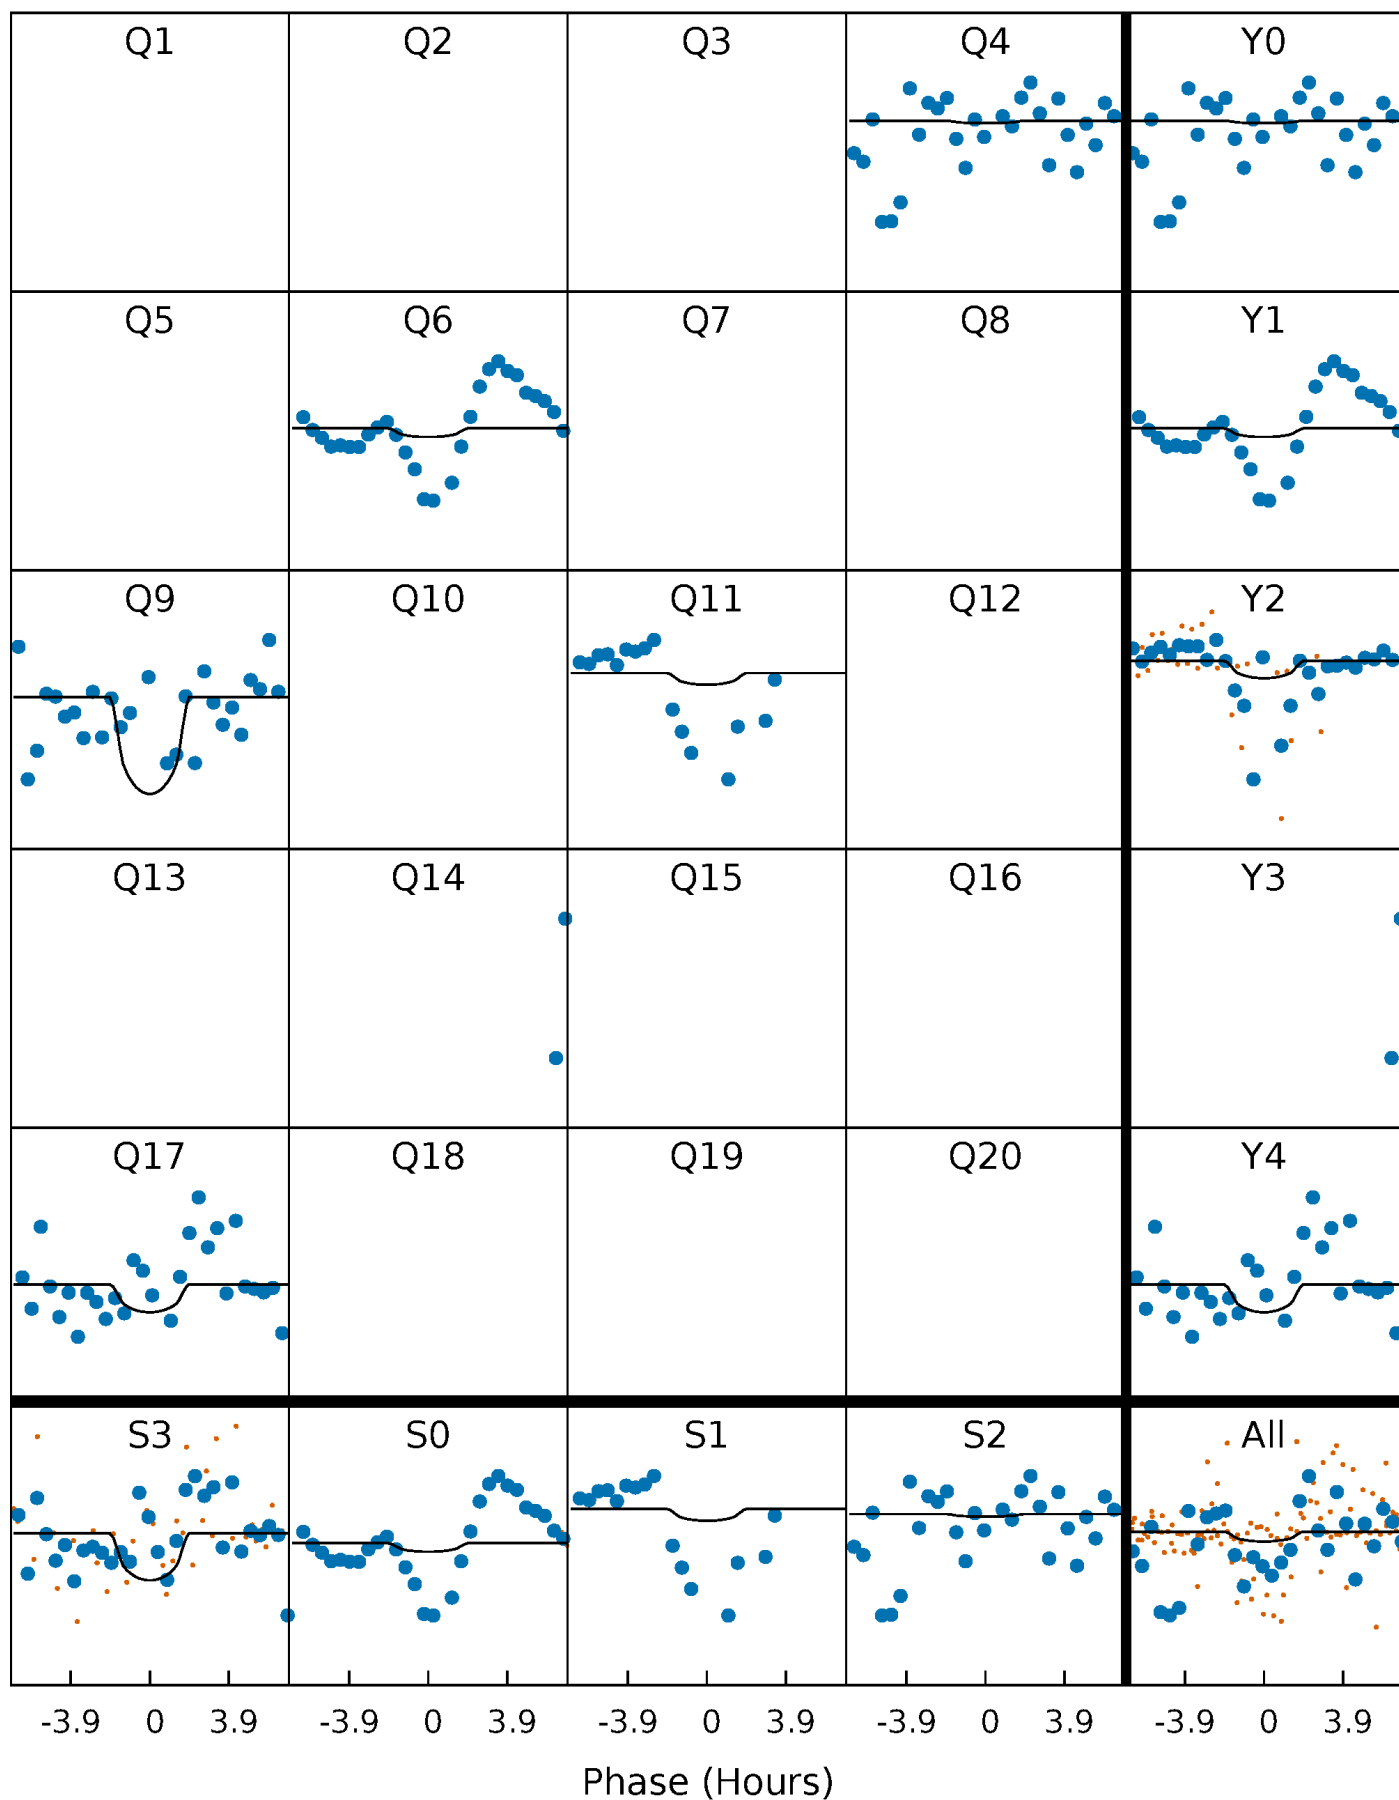 Q1 Q2 Q3 Q4 Y0
Q5 Q6 Q7 Q8 Y1
Q9 Q10 Q11 Q12 Y2
Q13 Q14 Q15 Q16 Y3
Q17 Q18 Q19 Q20 Y4
S3 S0 S1 S2 All
-3.9 0 3.9 -3.9 0 3.9 -3.9 0 3.9 -3.9 0 3.9 -3.9 0 3.9
Phase (Hours)